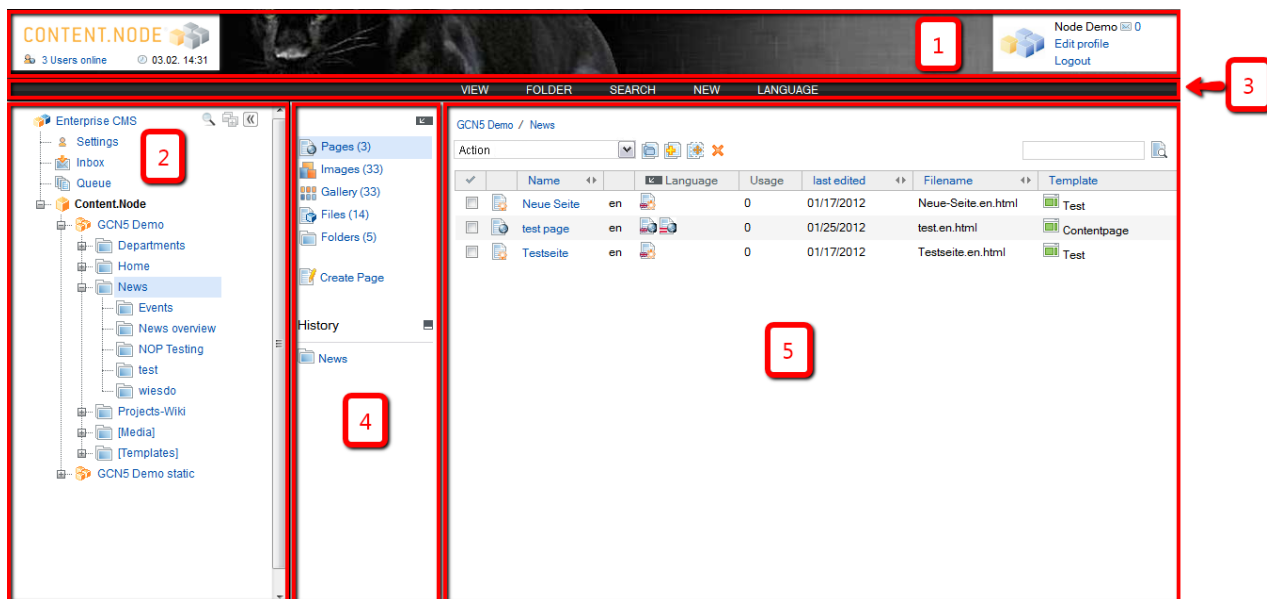 CONTENT.NODE
3 Users online 03.02. 14:31
1
Node Demo 0
Edit profile
Logout
VIEW FOLDER SEARCH NEW LANGUAGE
3
Enterprise CMS
Settings
Inbox
Queue
Content.Node
GCN5 Demo
Departments
Home
News
Events
News overview
NOP Testing
test
wiesdo
Projects-Wiki
[Media]
[Templates]
GCN5 Demo static
2
Pages (3)
Images (33)
Gallery (33)
Files (14)
Folders (5)
Create Page
History
News
4
GCN5 Demo / News
Action
Name Language Usage last edited Filename Template
Neue Seite en 0 01/17/2012 Neue-Seite.en.html Test
test page en 0 01/25/2012 test.en.html Contentpage
Testseite en 0 01/17/2012 Testseite.en.html Test
5